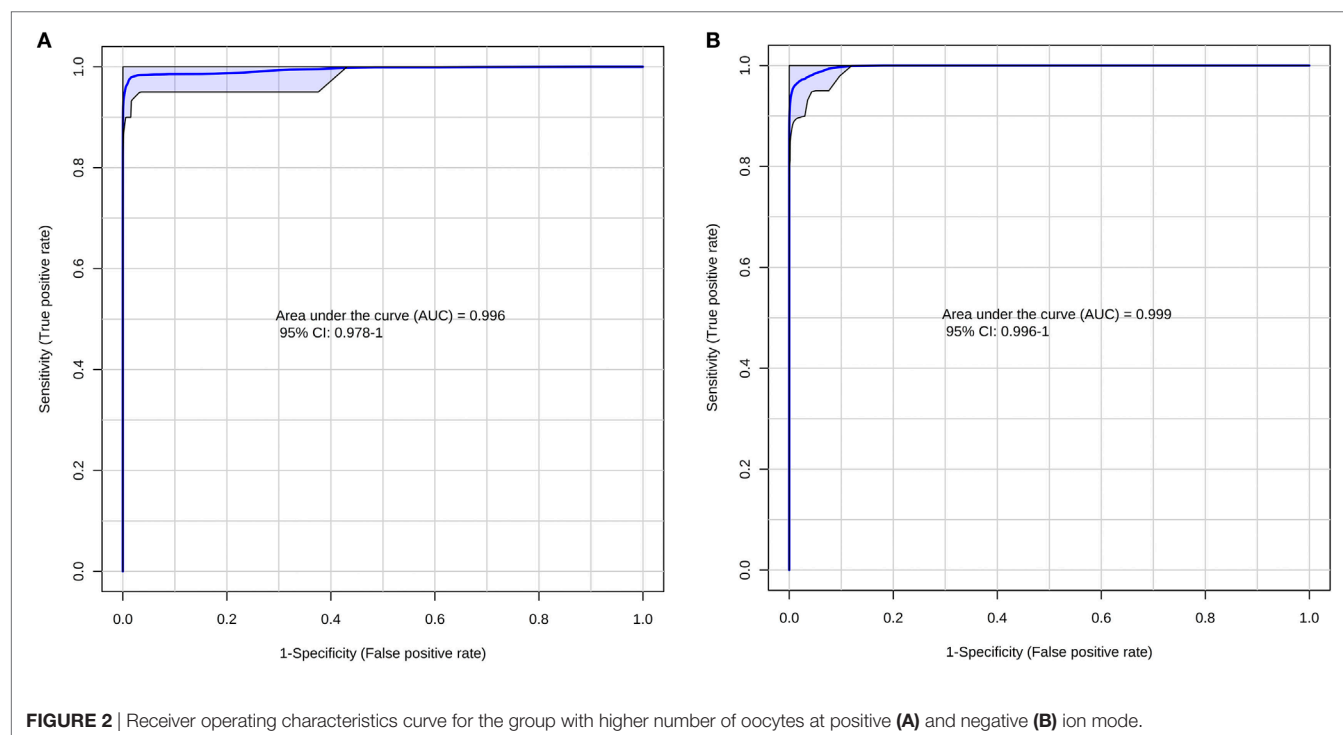 A
1.0
0.8
0.6
0.4
0.2
0.0
Sensitivity (True positive rate)
Area under the curve (AUC) = 0.996
95% CI: 0.978-1
0.0 0.2 0.4 0.6 0.8 1.0
1-Specificity (False positive rate)
B
1.0
0.8
0.6
0.4
0.2
0.0
Sensitivity (True positive rate)
Area under the curve (AUC) = 0.999
95% CI: 0.996-1
0.0 0.2 0.4 0.6 0.8 1.0
1-Specificity (False positive rate)
FIGURE 2 | Receiver operating characteristics curve for the group with higher number of oocytes at positive (A) and negative (B) ion mode.